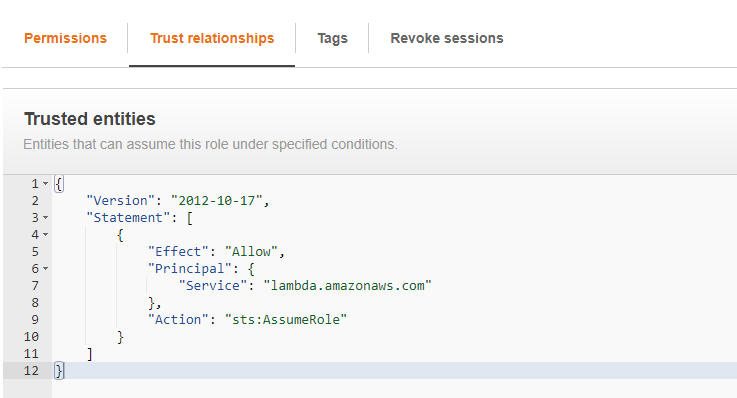 Permissions Trust relationships Tags Revoke sessions
Trusted entities
Entities that can assume this role under specified conditions.
1 {
2 "Version": "2012-10-17",
3 "Statement": [
4 {
5 "Effect": "Allow",
6 "Principal": {
7 "Service": "lambda.amazonaws.com"
8 },
9 "Action": "sts:AssumeRole"
10 }
11 ]
12 }